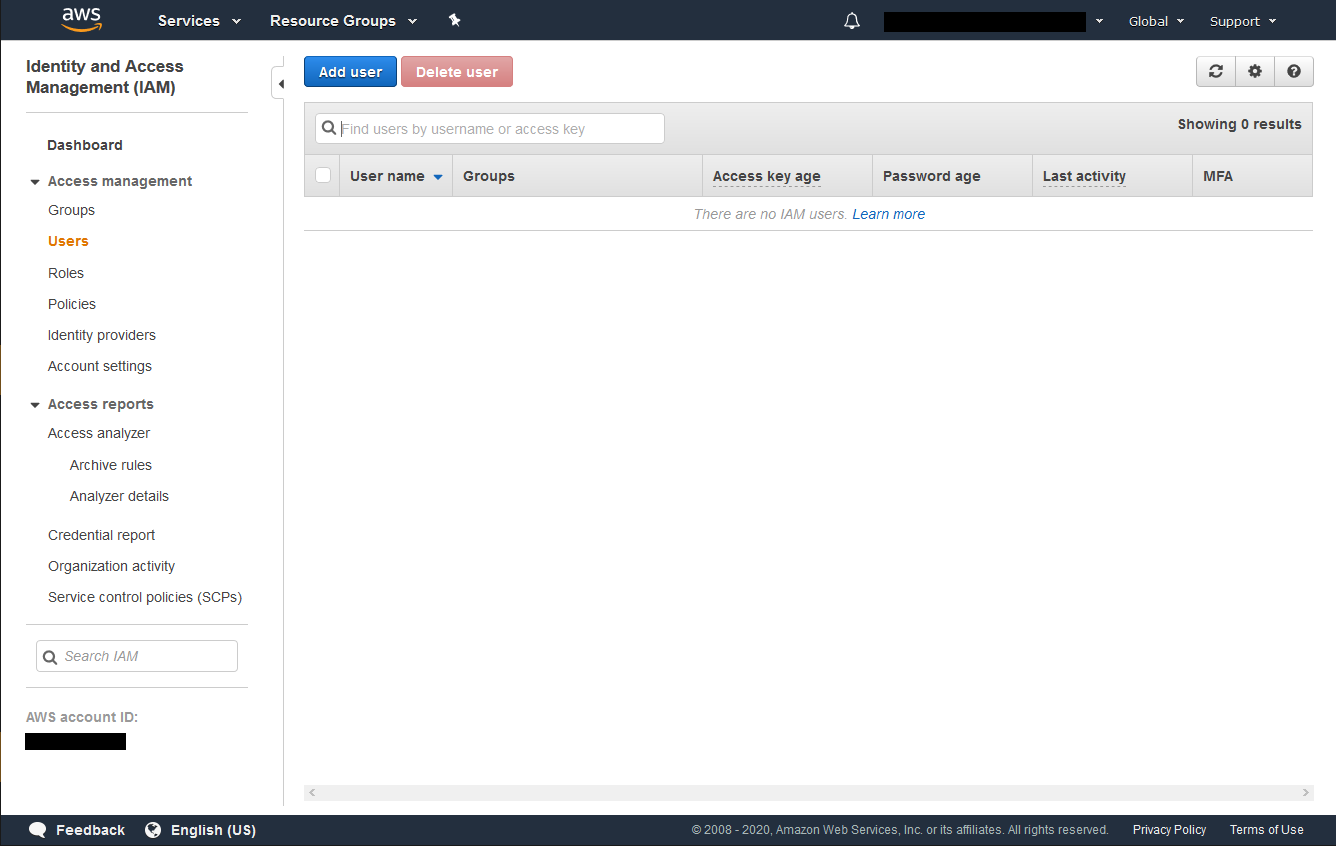 aws Services Resource Groups Global Support
Identity and Access
Management (IAM)
Dashboard
Access management
Groups
Users
Roles
Policies
Identity providers
Account settings
Access reports
Access analyzer
Archive rules
Analyzer details
Credential report
Organization activity
Service control policies (SCPs)
Search IAM
AWS account ID:
Add user Delete user
Find users by username or access key
Showing 0 results
User name Groups Access key age Password age Last activity MFA
There are no IAM users. Learn more
Feedback English (US) © 2008 - 2020, Amazon Web Services, Inc. or its affiliates. All rights reserved. Privacy Policy Terms of Use